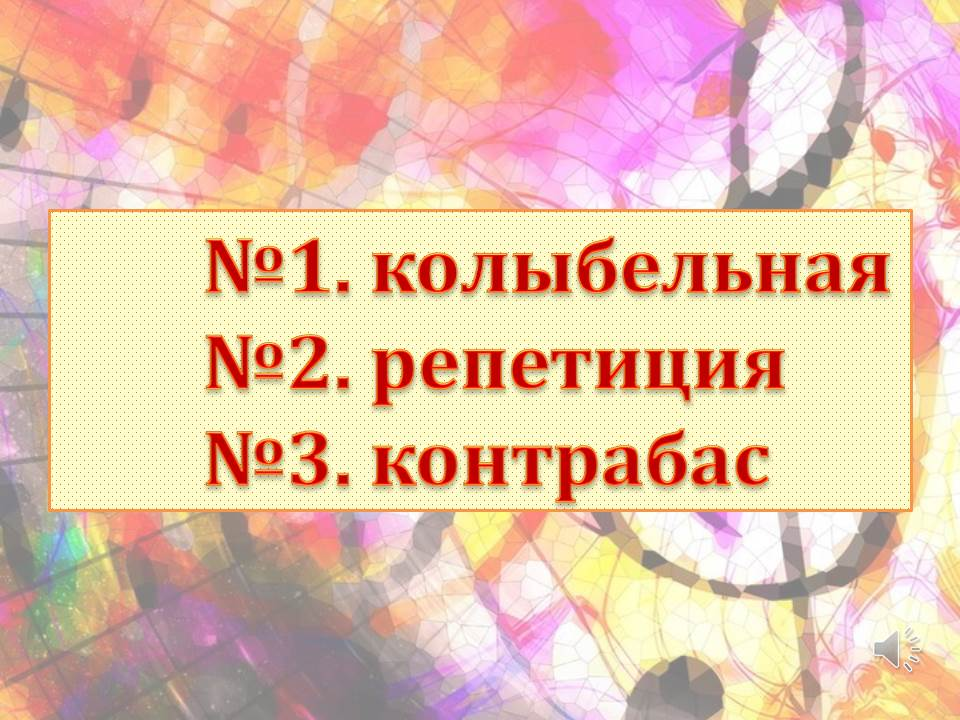 №1. колыбельная
№2. репетиция
№3. контрабас